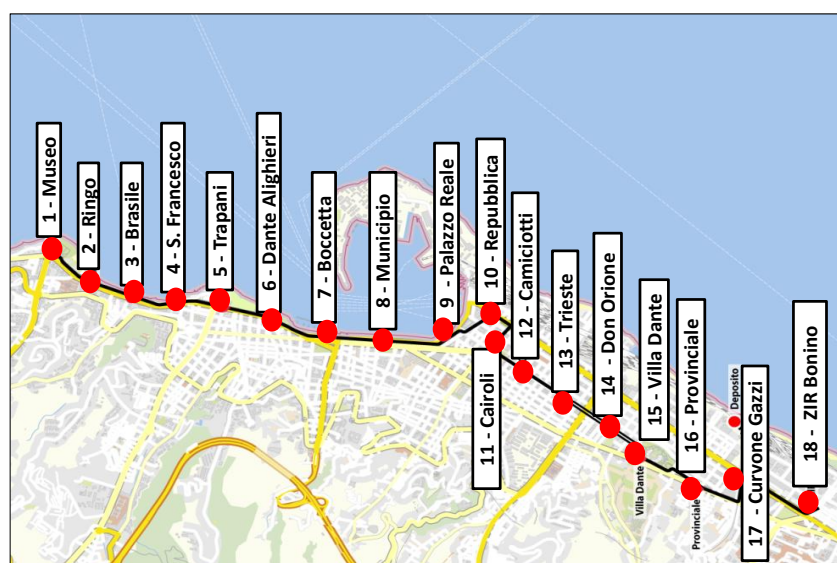 1 - Museo
2 - Ringo
3 - Brasile
4 - S. Francesco
5 - Trapani
6 - Dante Alighieri
7 - Boccetta
8 - Municipio
9 - Palazzo Reale
10 - Repubblica
11 - Cairoli
12 - Camiciotti
13 - Trieste
14 - Don Orione
15 - Villa Dante
16 - Provinciale
17 - Curvone Gazzi
18 - ZIR Bonino
Villa Dante
Provinciale
Deposito